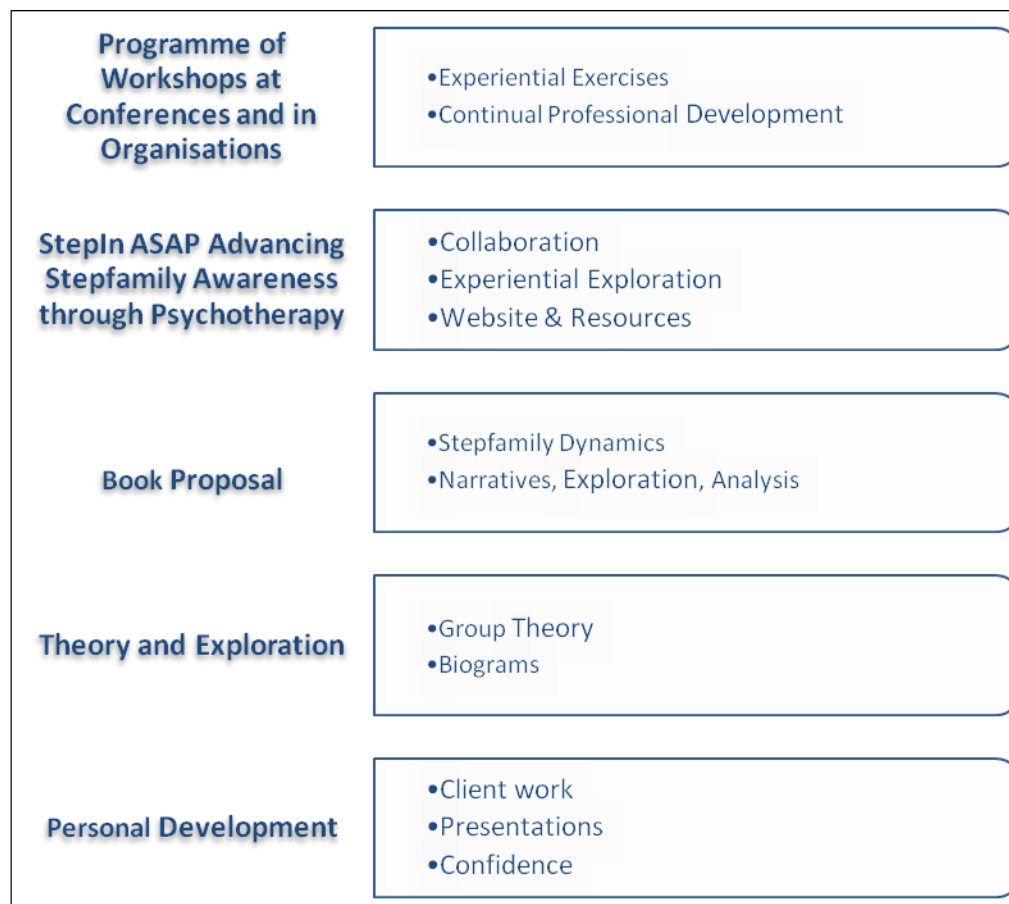 Programme of
Workshops at
Conferences and in
Organisations
•Experiential Exercises
•Continual Professional Development
StepIn ASAP Advancing
Stepfamily Awareness
through Psychotherapy
•Collaboration
•Experiential Exploration
•Website & Resources
Book Proposal
•Stepfamily Dynamics
•Narratives, Exploration, Analysis
Theory and Exploration
•Group Theory
•Biograms
Personal Development
•Client work
•Presentations
•Confidence